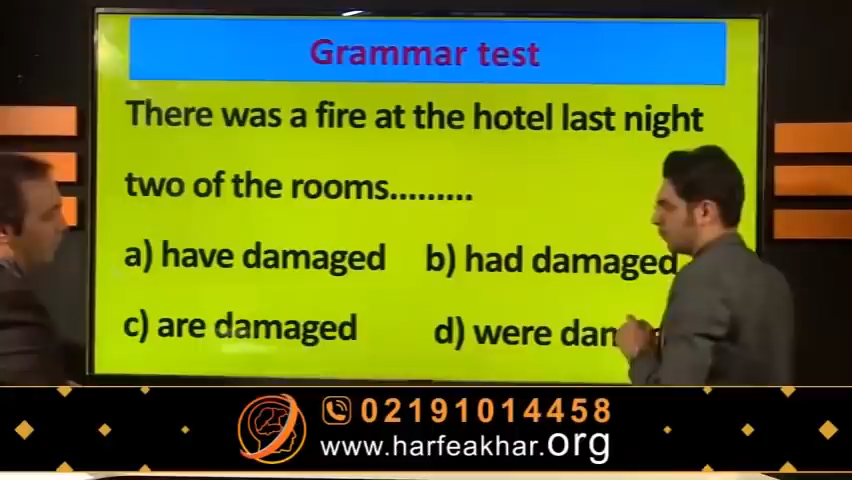 Grammar test
There was a fire at the hotel last night
two of the rooms.........
a) have damaged b) had damaged
c) are damaged d) were
02191014458
www.harfeakhar.org